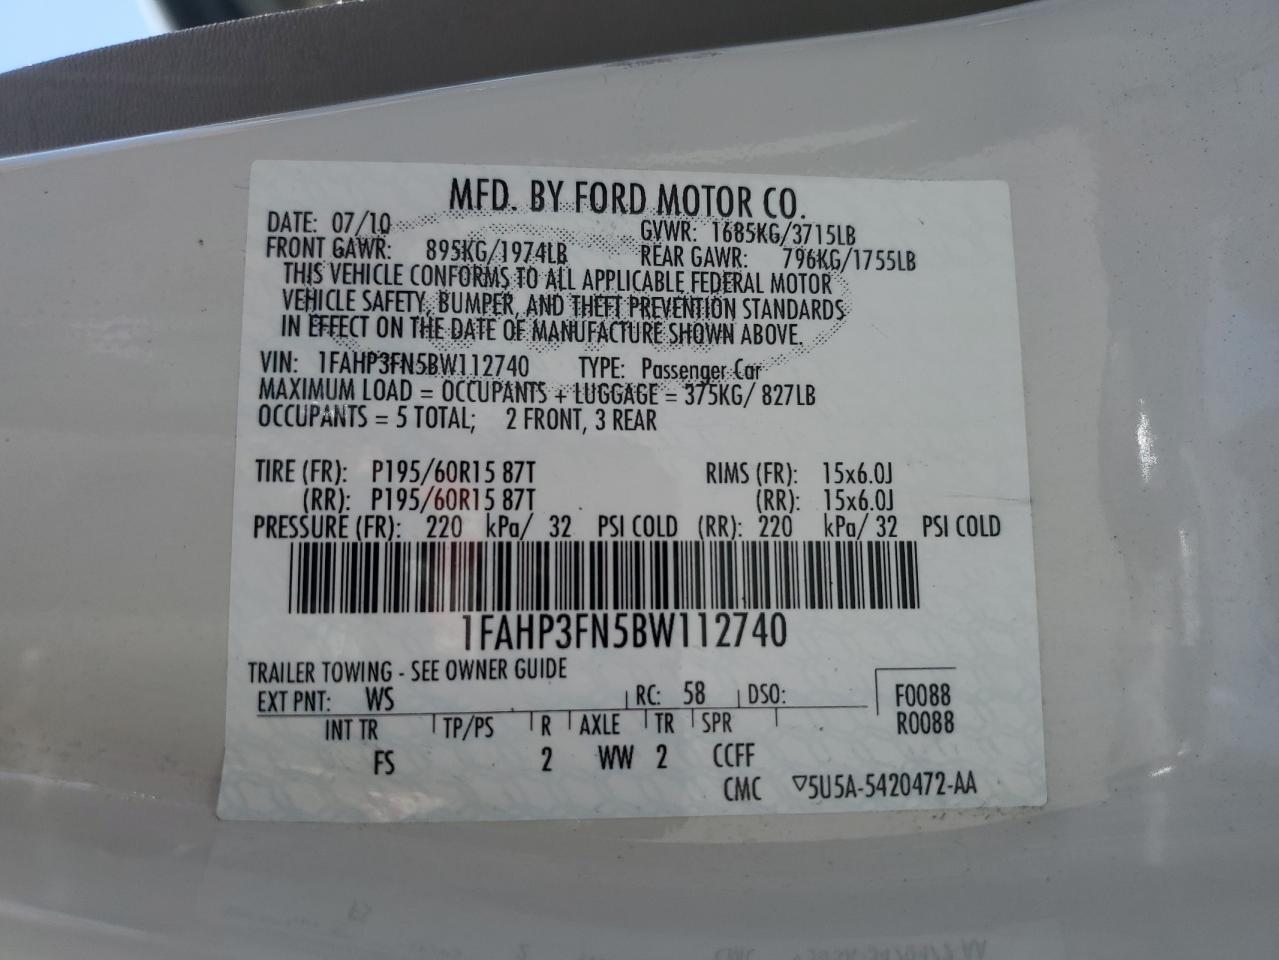 MFD. BY FORD MOTOR CO.
DATE: 07/10 GVWR: 1685KG/3715LB
FRONT GAWR: 895KG/1974LB REAR GAWR: 796KG/1755LB
THIS VEHICLE CONFORMS TO ALL APPLICABLE FEDERAL MOTOR
VEHICLE SAFETY, BUMPER, AND THEFT PREVENTION STANDARDS
IN EFFECT ON THE DATE OF MANUFACTURE SHOWN ABOVE.
VIN: 1FAHP3FN5BW112740 TYPE: Passenger Car
MAXIMUM LOAD = OCCUPANTS + LUGGAGE = 375KG/ 827LB
OCCUPANTS = 5 TOTAL; 2 FRONT, 3 REAR
TIRE (FR): P195/60R15 87T RIMS (FR): 15x6.0J
(RR): P195/60R15 87T (RR): 15x6.0J
PRESSURE (FR): 220 kPa/ 32 PSI COLD (RR): 220 kPa/ 32 PSI COLD
1FAHP3FN5BW112740
TRAILER TOWING - SEE OWNER GUIDE
EXT PNT: WS RC: 58 DSO: F0088
INT TR TP/PS R AXLE TR SPR R0088
FS 2 WW 2 CCFF
CMC ▽5U5A-5420472-AA